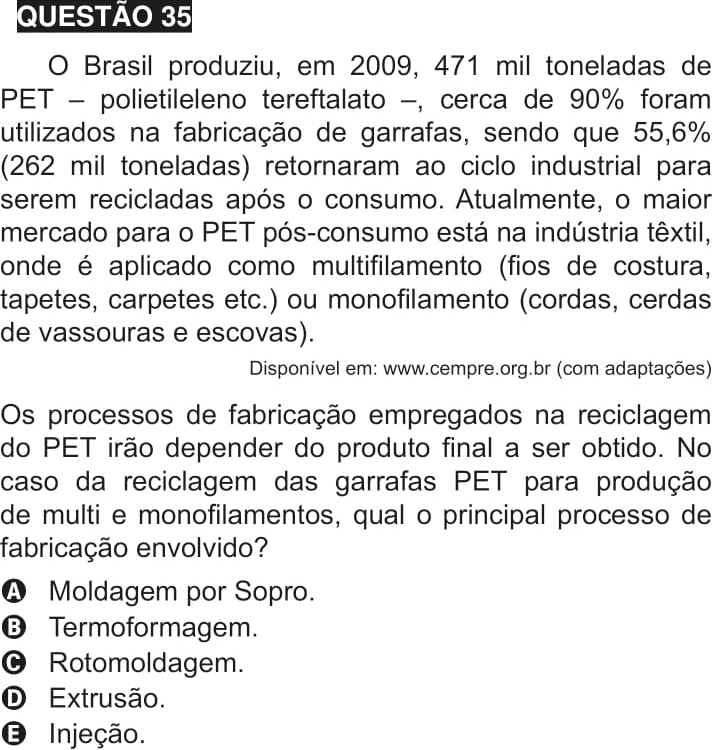 QUESTÃO 35
O Brasil produziu, em 2009, 471 mil toneladas de
PET – polietileleno tereftalato –, cerca de 90% foram
utilizados na fabricação de garrafas, sendo que 55,6%
(262 mil toneladas) retornaram ao ciclo industrial para
serem recicladas após o consumo. Atualmente, o maior
mercado para o PET pós-consumo está na indústria têxtil,
onde é aplicado como multifilamento (fios de costura,
tapetes, carpetes etc.) ou monofilamento (cordas, cerdas
de vassouras e escovas).
Disponível em: www.cempre.org.br (com adaptações)
Os processos de fabricação empregados na reciclagem
do PET irão depender do produto final a ser obtido. No
caso da reciclagem das garrafas PET para produção
de multi e monofilamentos, qual o principal processo de
fabricação envolvido?
A Moldagem por Sopro.
B Termoformagem.
C Rotomoldagem.
D Extrusão.
E Injeção.